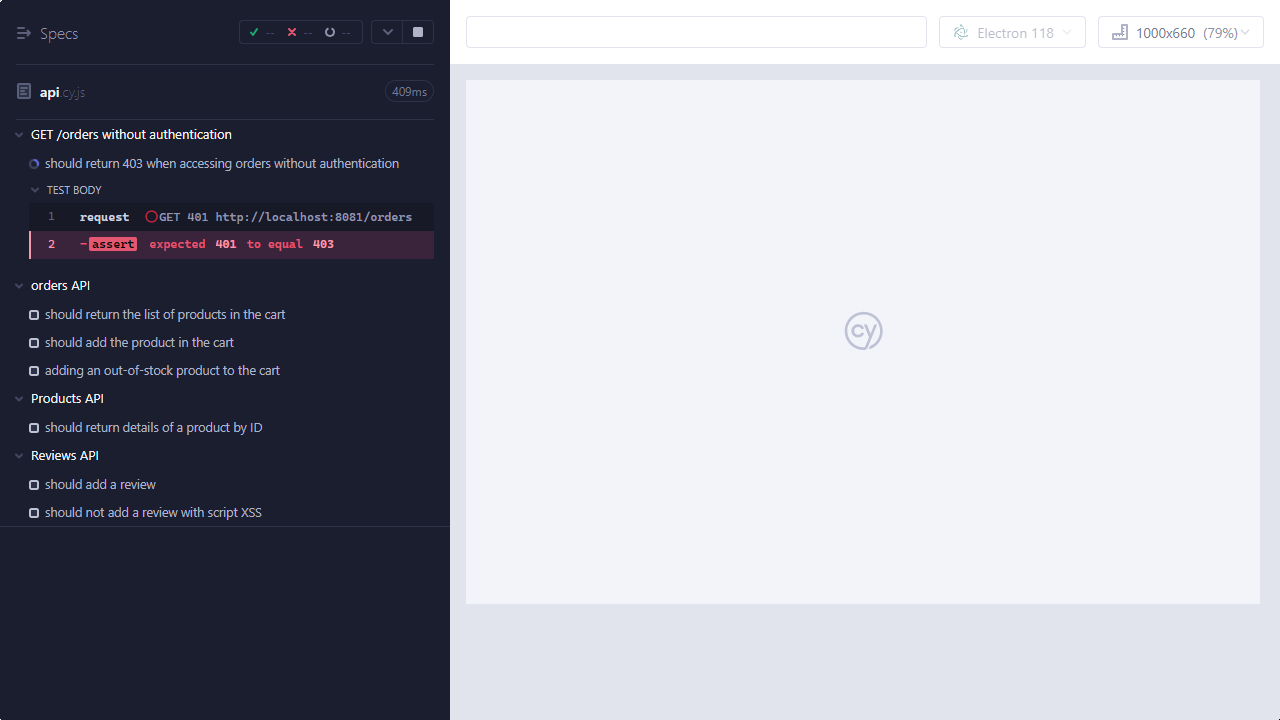 Specs
-- -- --
api.cy.js
409ms
GET /orders without authentication
should return 403 when accessing orders without authentication
TEST BODY
1 request GET 401 http://localhost:8081/orders
2 -assert expected 401 to equal 403
orders API
should return the list of products in the cart
should add the product in the cart
adding an out-of-stock product to the cart
Products API
should return details of a product by ID
Reviews API
should add a review
should not add a review with script XSS
Electron 118
1000x660 (79%)
cy